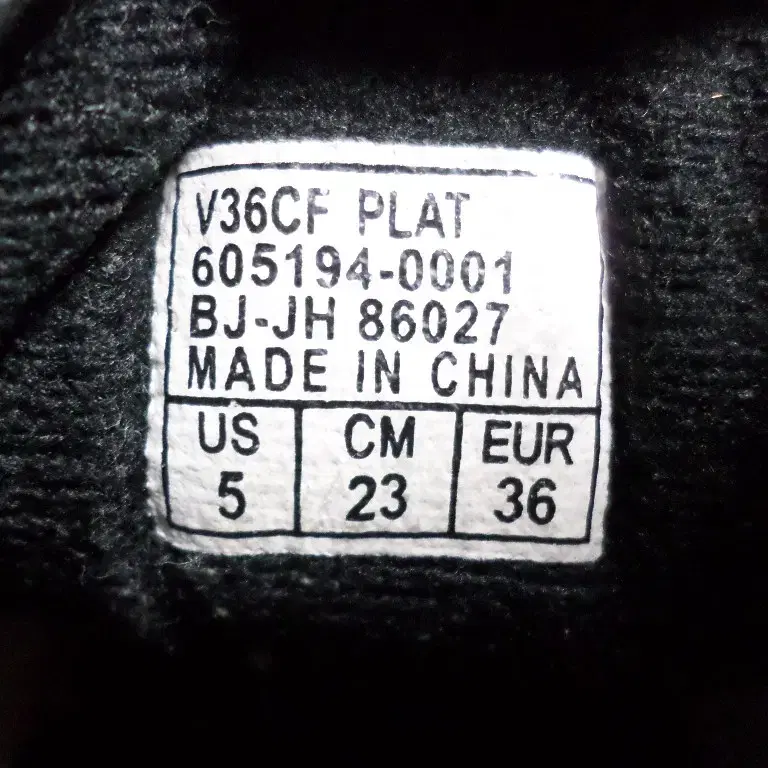 V36CF PLAT
605194-0001
BJ-JH 86027
MADE IN CHINA
US CM EUR
5 23 36